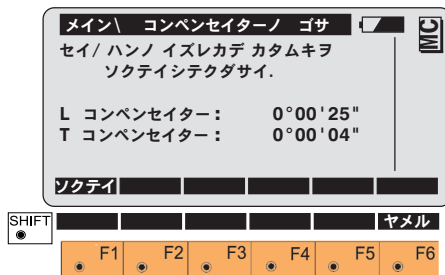 メイン\ コンペンセイターノ ゴサ
MC
セイ/ ハンノ イズレカデ カタムキヲ
ソクテイシテクダサイ.
L コンペンセイター: 0°00'25"
T コンペンセイター: 0°00'04"
ソクテイ
SHIFT
ヤメル
F1 F2 F3 F4 F5 F6